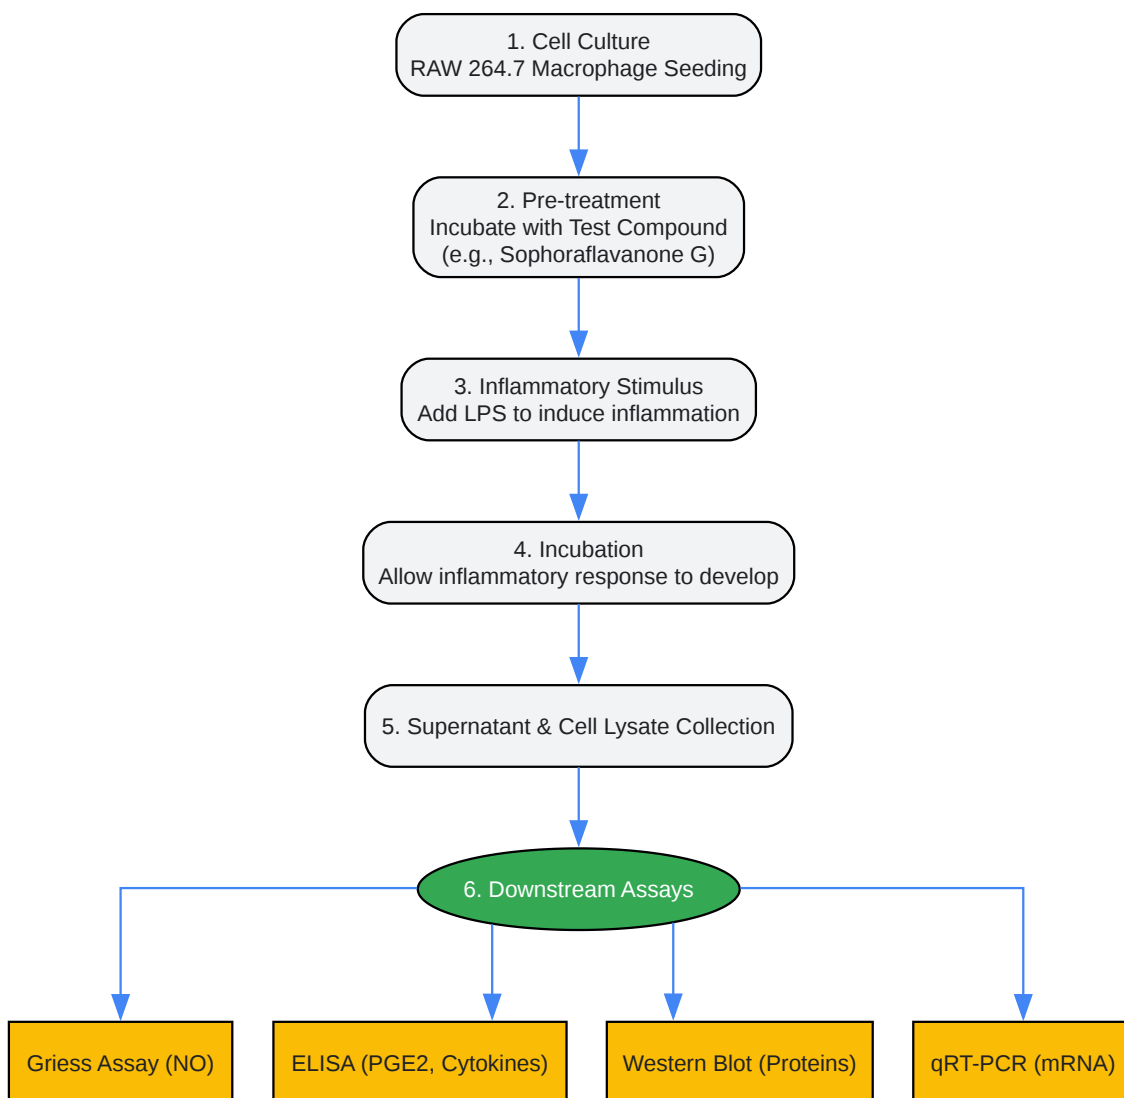 1. Cell Culture
RAW 264.7 Macrophage Seeding
2. Pre-treatment
Incubate with Test Compound
(e.g., Sophoraflavanone G)
3. Inflammatory Stimulus
Add LPS to induce inflammation
4. Incubation
Allow inflammatory response to develop
5. Supernatant & Cell Lysate Collection
6. Downstream Assays
Griess Assay (NO)
ELISA (PGE2, Cytokines)
Western Blot (Proteins)
qRT-PCR (mRNA)